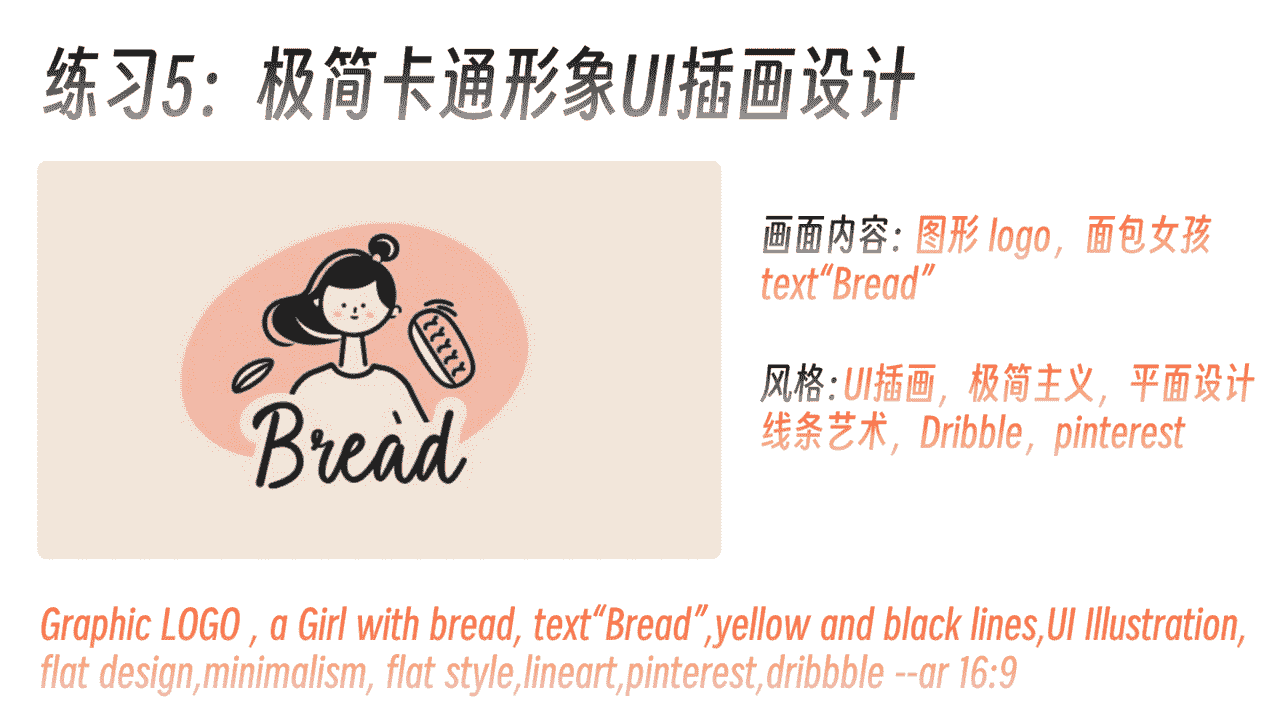 练习5：极简卡通形象UI插画设计
Bread
画面内容：图形 logo，面包女孩
text“Bread”
风格：UI插画，极简主义，平面设计
线条艺术，Dribble，pinterest
Graphic LOGO , a Girl with bread, text“Bread”,yellow and black lines,UI Illustration,
flat design,minimalism, flat style,lineart,pinterest,dribbble --ar 16:9